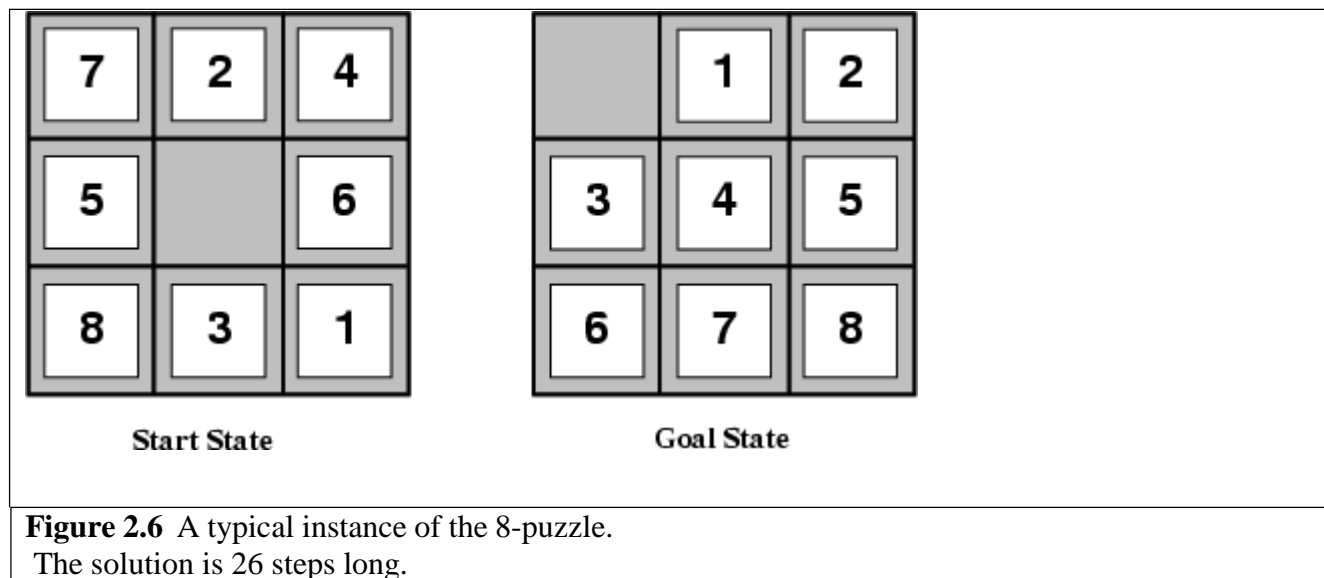 7 2 4 1 2
5 6 3 4 5
8 3 1 6 7 8
Start State Goal State
Figure 2.6 A typical instance of the 8-puzzle.
The solution is 26 steps long.